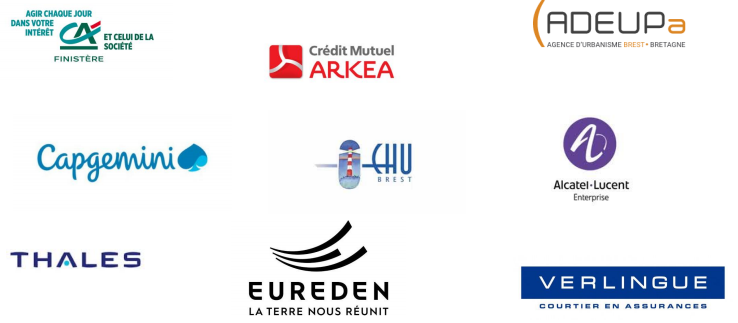 AGIR CHAQUE JOUR
DANS VOTRE
INTÉRÊT
CA
ET CELUI DE LA
SOCIÉTÉ
FINISTÈRE
Crédit Mutuel
ARKEA
ADEUPa
AGENCE D'URBANISME BREST • BRETAGNE
Capgemini
CHU
BREST
Alcatel·Lucent
Enterprise
THALES
EUREDEN
LA TERRE NOUS RÉUNIT
VERLINGUE
COURTIER EN ASSURANCES